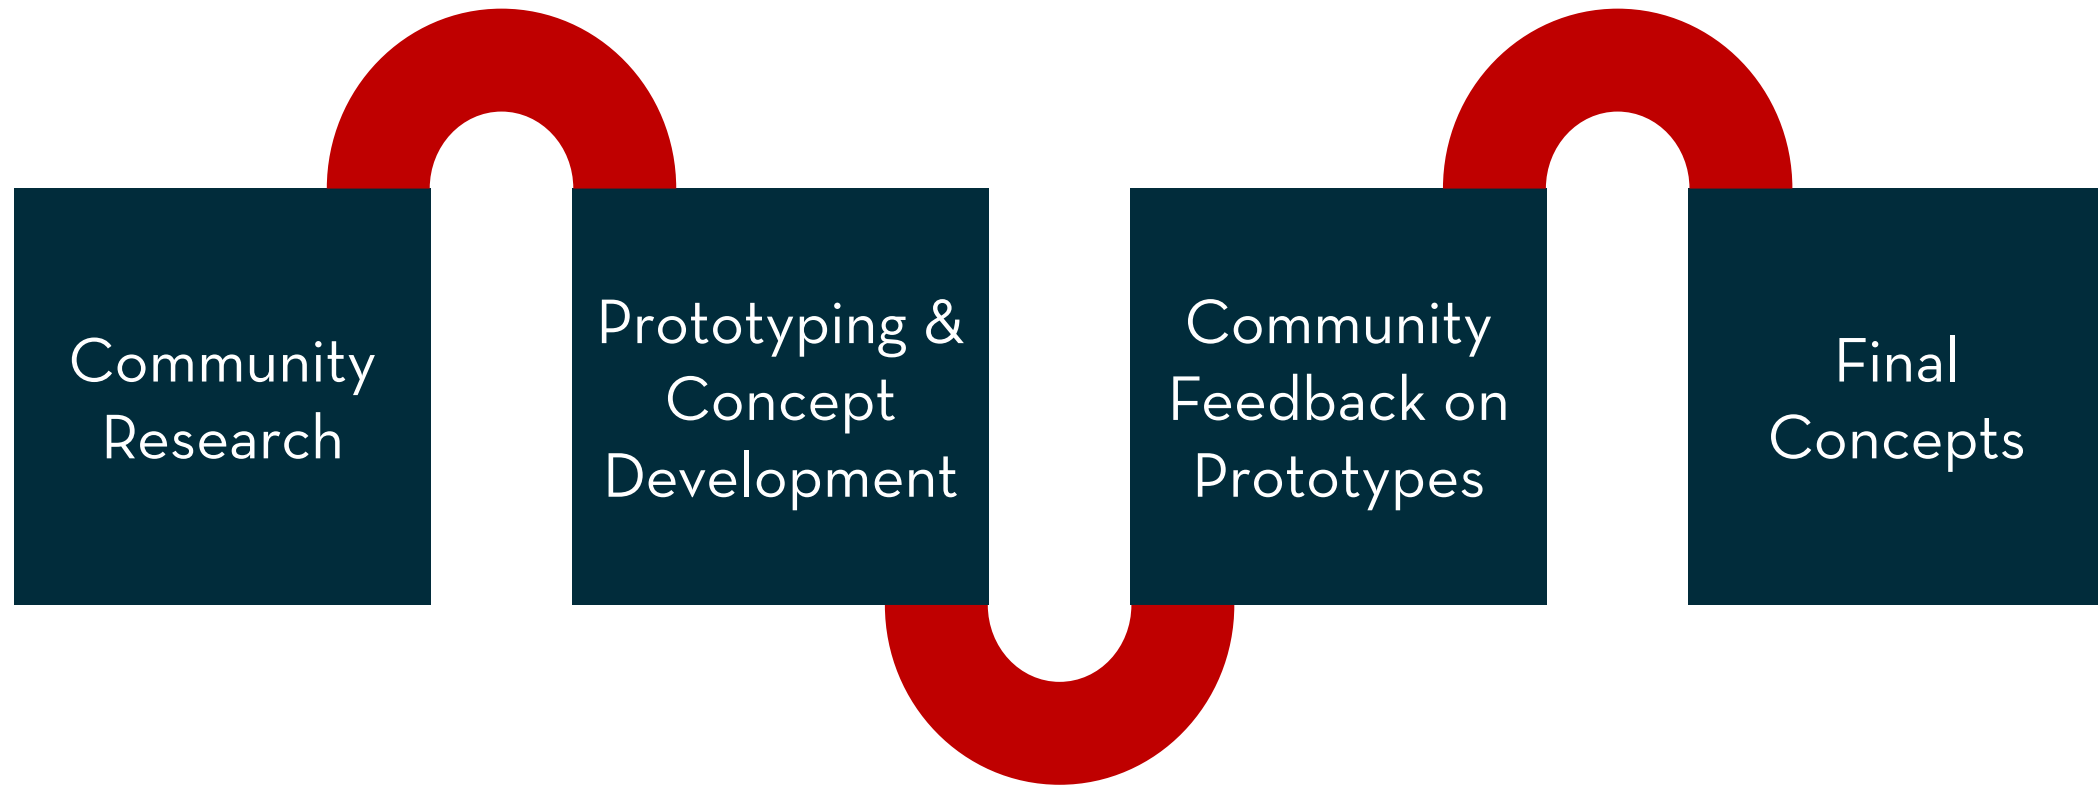 Community
Research
Prototyping &
Concept
Development
Community
Feedback on
Prototypes
Final
Concepts